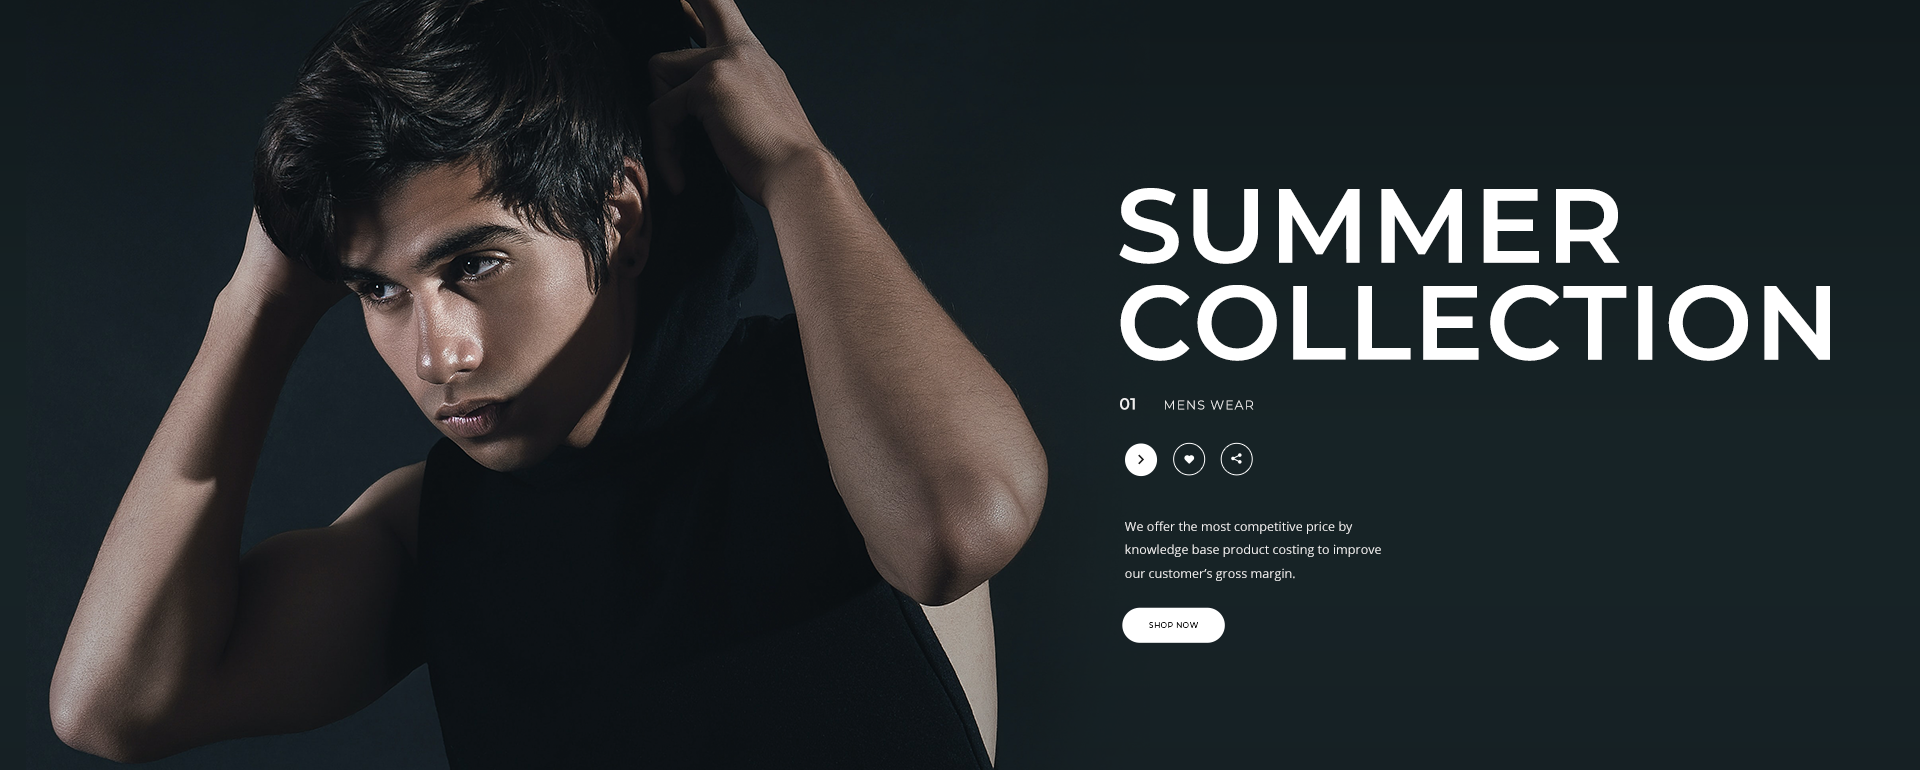 SUMMER
COLLECTION
01 MENS WEAR
We offer the most competitive price by
knowledge base product costing to improve
our customer’s gross margin.
SHOP NOW